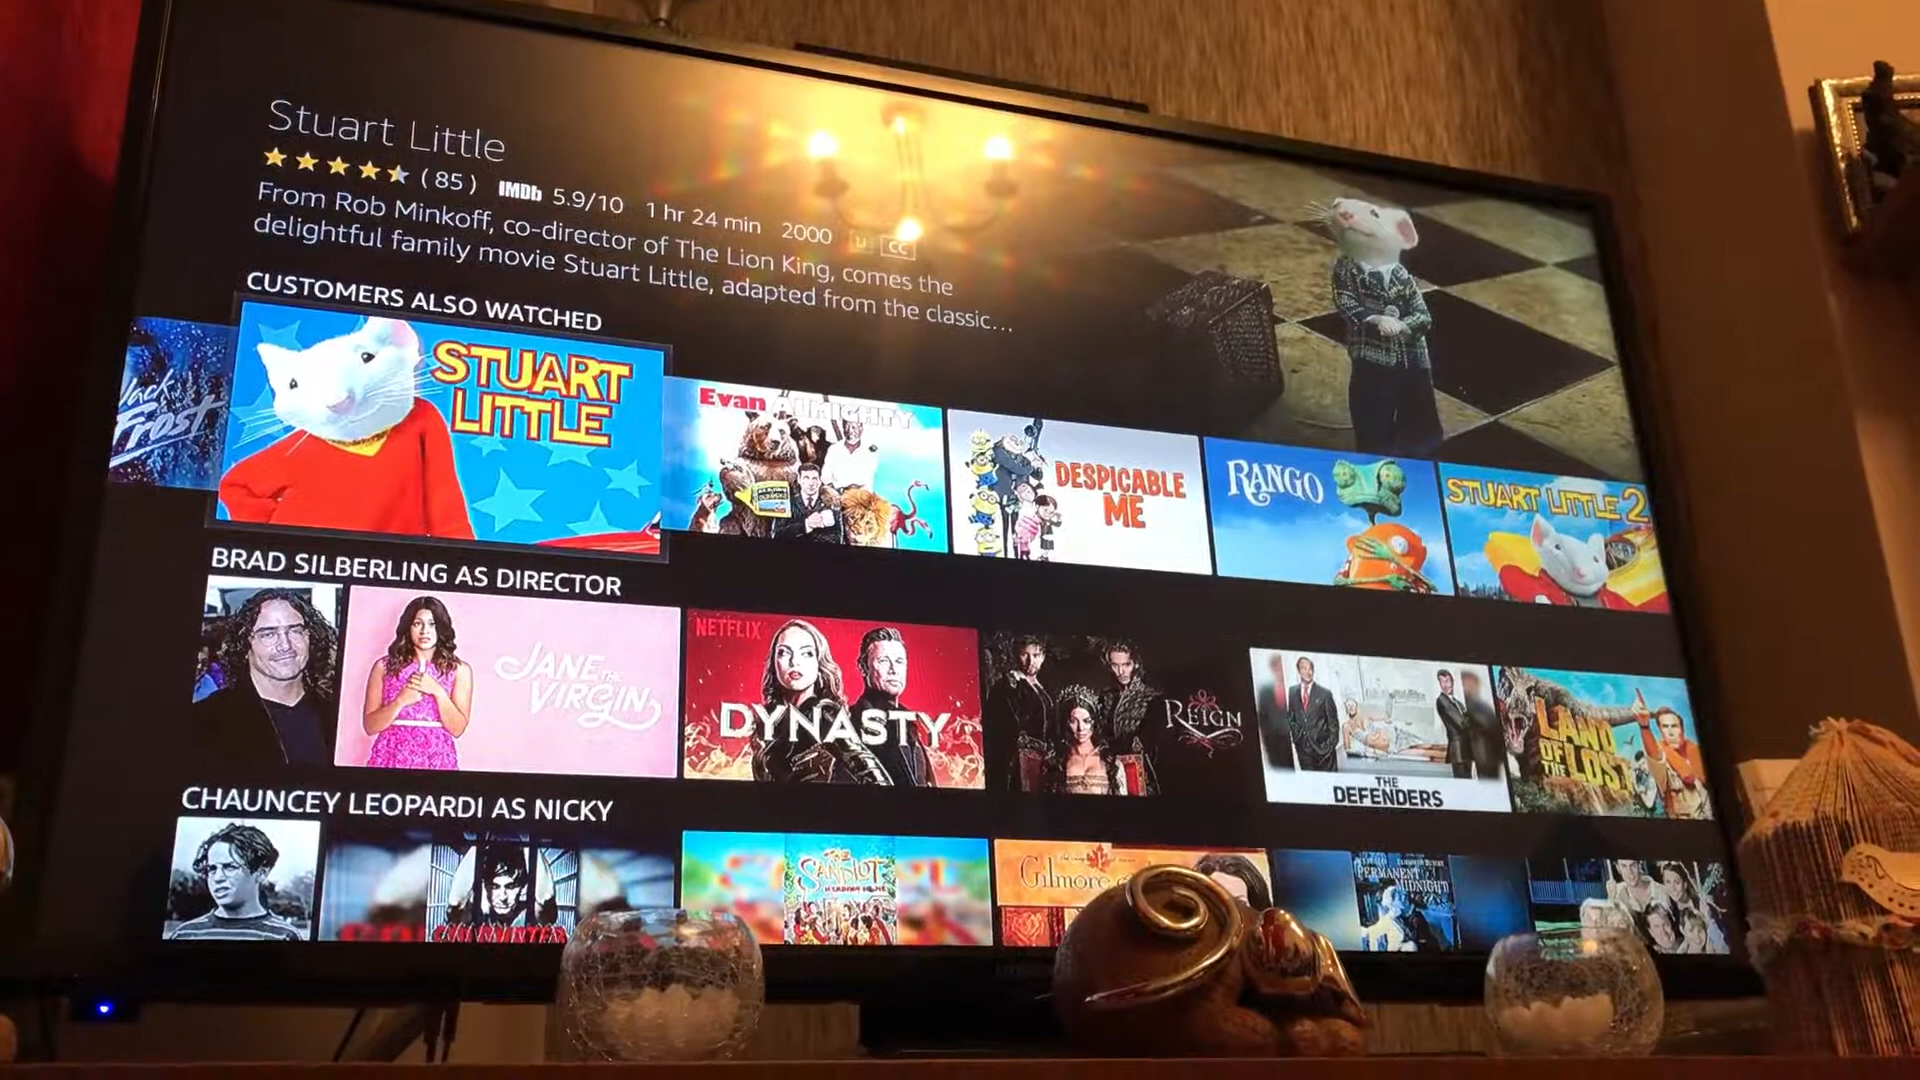 Stuart Little
(85) IMDb 5.9/10 1 hr 24 min 2000 U CC
From Rob Minkoff, co-director of The Lion King, comes the
delightful family movie Stuart Little, adapted from the classic...
CUSTOMERS ALSO WATCHED
Jack
Frost
STUART
LITTLE
Evan ALMIGHTY
DESPICABLE
ME
RANGO
STUART LITTLE 2
BRAD SILBERLING AS DIRECTOR
JANE
THE
VIRGIN
NETFLIX
DYNASTY
REIGN
THE
DEFENDERS
LAND
OF
THE LOST
CHAUNCEY LEOPARDI AS NICKY
THE
SANDLOT
Gilmore
PERMANENT
MIDNIGHT